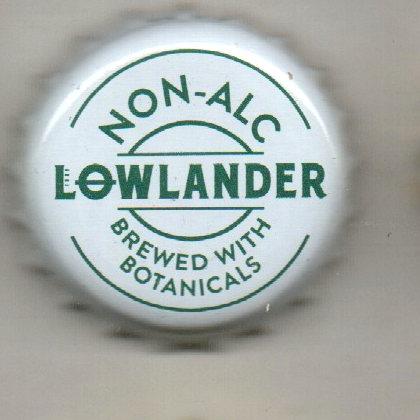 NON-ALC
LOWLANDER
BREWED WITH
BOTANICALS